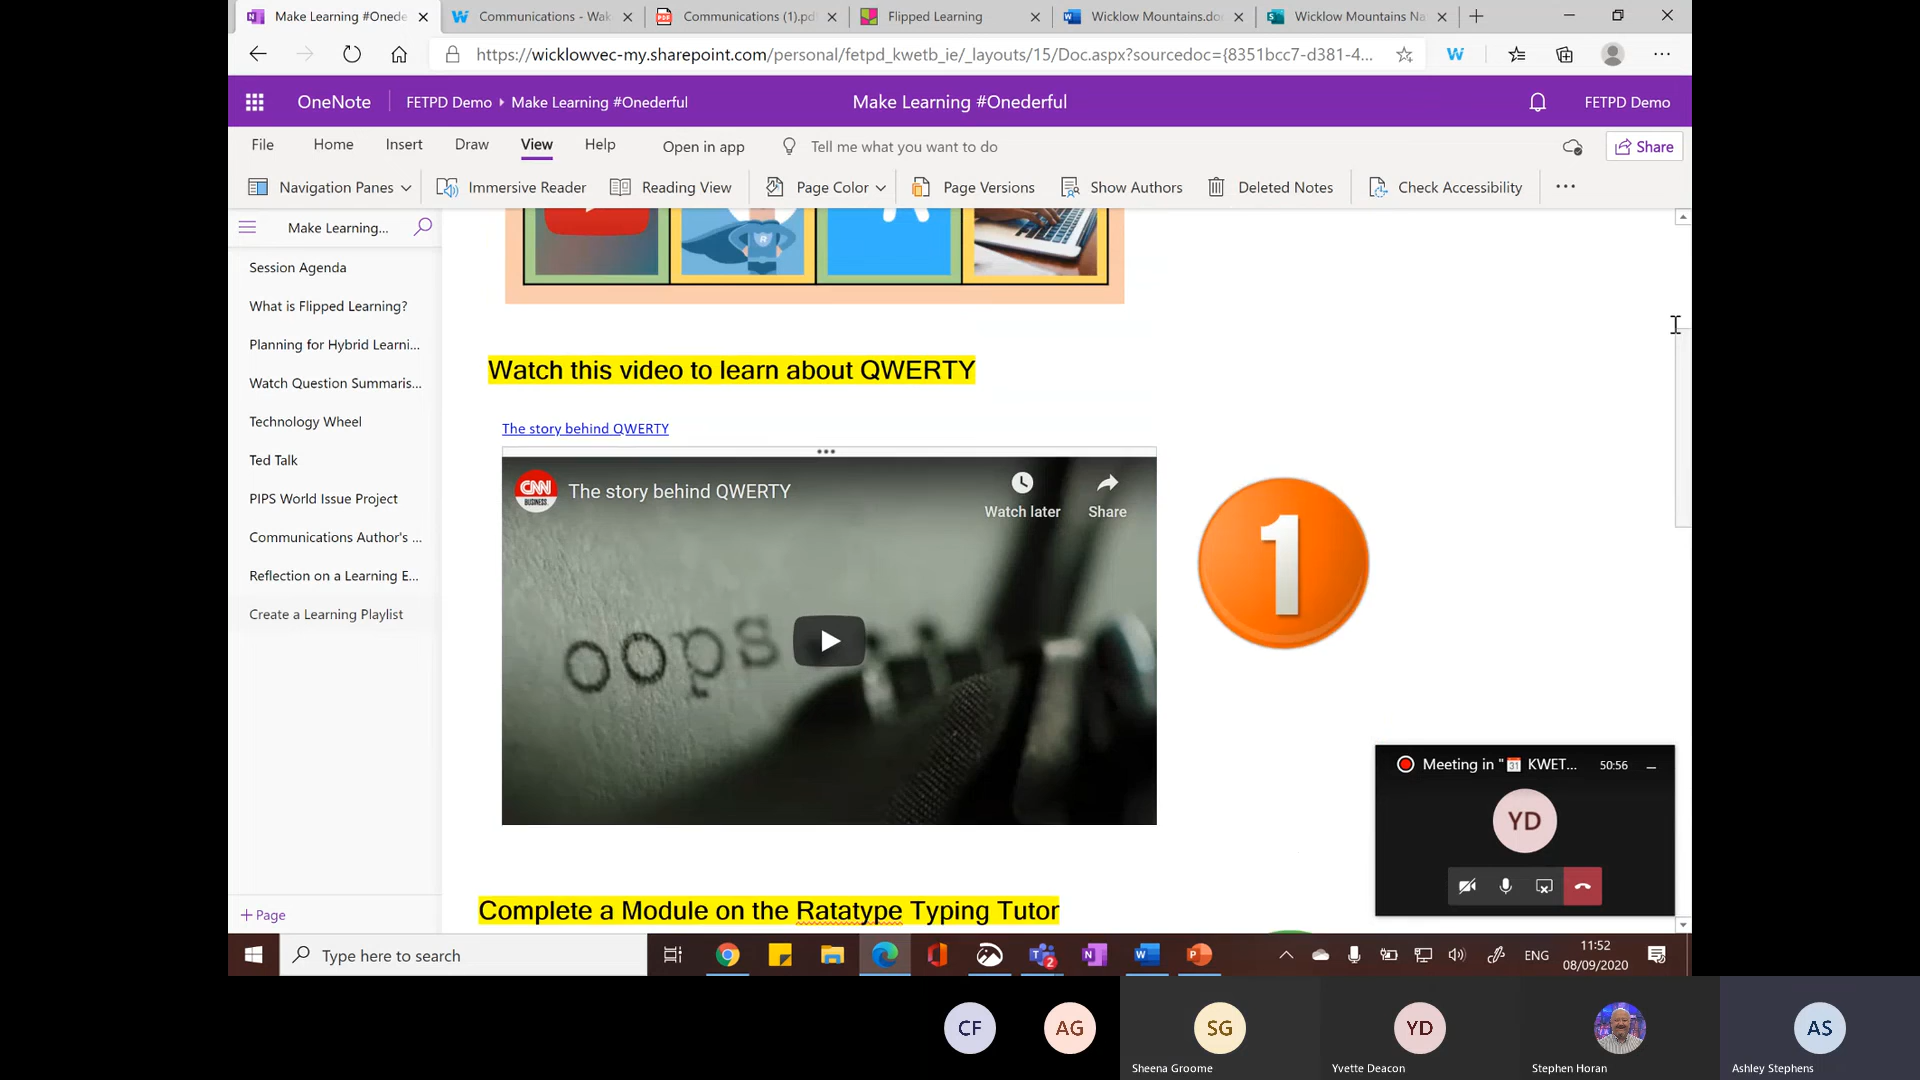 Make Learning #Onede
Communications - Wak
Communications (1).pdf
Flipped Learning
Wicklow Mountains.do
Wicklow Mountains Na
https://wicklowvec-my.sharepoint.com/personal/fetpd_kwetb_ie/_layouts/15/Doc.aspx?sourcedoc={8351bcc7-d381-4...
OneNote
FETPD Demo
Make Learning #Onederful
Make Learning #Onederful
FETPD Demo
File
Home
Insert
Draw
View
Help
Open in app
Tell me what you want to do
Share
Navigation Panes
Immersive Reader
Reading View
Page Color
Page Versions
Show Authors
Deleted Notes
Check Accessibility
Make Learning...
Session Agenda
What is Flipped Learning?
Planning for Hybrid Learni...
Watch Question Summaris...
Technology Wheel
Ted Talk
PIPS World Issue Project
Communications Author's ...
Reflection on a Learning E...
Create a Learning Playlist
+ Page
R
Watch this video to learn about QWERTY
The story behind QWERTY
CNN
BUSINESS
The story behind QWERTY
Watch later
Share
oops
1
Complete a Module on the Ratatype Typing Tutor
Meeting in "31 KWET...
50:56
YD
Type here to search
2
ENG
11:52
08/09/2020
CF
AG
SG
YD
AS
Sheena Groome
Yvette Deacon
Stephen Horan
Ashley Stephens